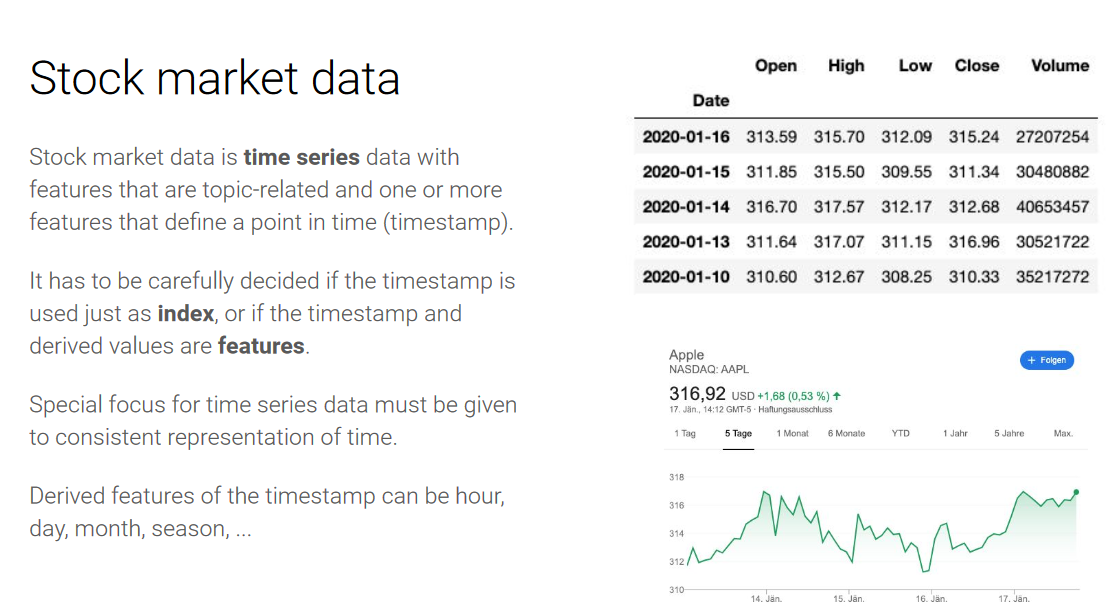 Stock market data
Stock market data is time series data with
features that are topic-related and one or more
features that define a point in time (timestamp).
It has to be carefully decided if the timestamp is
used just as index, or if the timestamp and
derived values are features.
Special focus for time series data must be given
to consistent representation of time.
Derived features of the timestamp can be hour,
day, month, season, ...
Open High Low Close Volume
Date
2020-01-16 313.59 315.70 312.09 315.24 27207254
2020-01-15 311.85 315.50 309.55 311.34 30480882
2020-01-14 316.70 317.57 312.17 312.68 40653457
2020-01-13 311.64 317.07 311.15 316.96 30521722
2020-01-10 310.60 312.67 308.25 310.33 35217272
Apple
NASDAQ: AAPL
+ Folgen
316,92 USD +1,68 (0,53 %) ↑
17. Jän., 14:12 GMT-5 · Haftungsausschluss
1 Tag 5 Tage 1 Monat 6 Monate YTD 1 Jahr 5 Jahre Max.
318
316
314
312
310
14. Jän. 15. Jän. 16. Jän. 17. Jän.